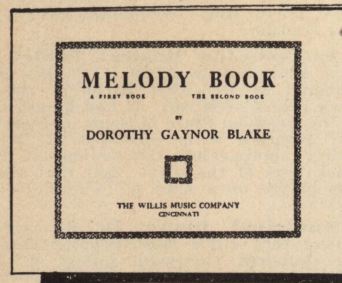 MELODY BOOK
A FIRST BOOK THE SECOND BOOK
BY
DOROTHY GAYNOR BLAKE
THE WILLIS MUSIC COMPANY
CINCINNATI